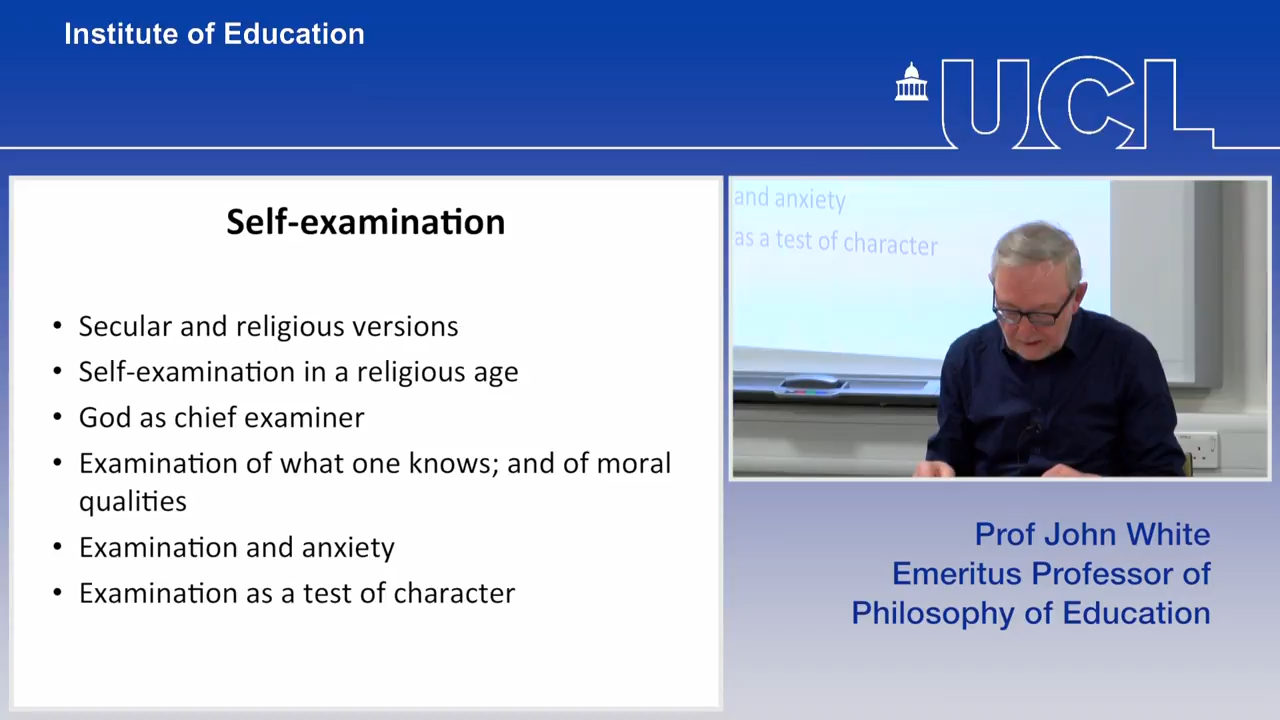 Institute of Education
UCL
Self-examination
• Secular and religious versions
• Self-examination in a religious age
• God as chief examiner
• Examination of what one knows; and of moral
qualities
• Examination and anxiety
• Examination as a test of character
and anxiety
as a test of character
Prof John White
Emeritus Professor of
Philosophy of Education